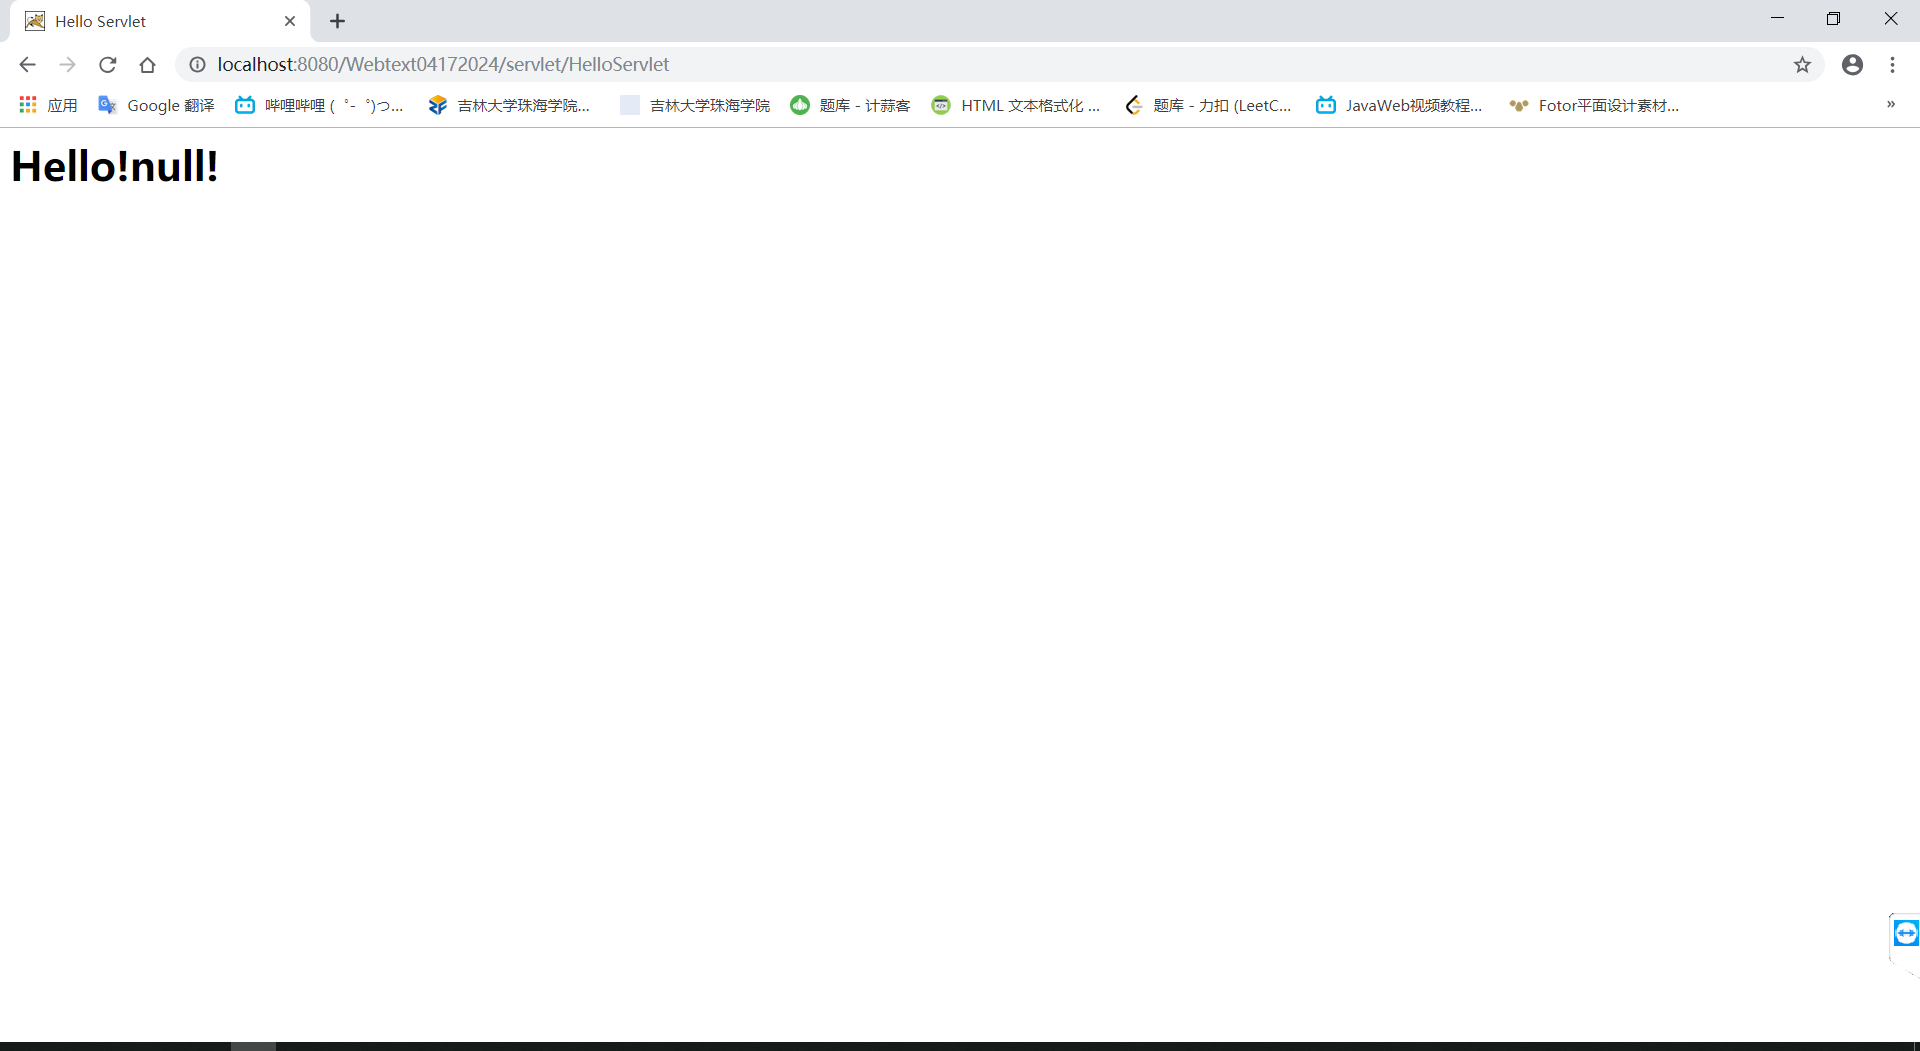 Hello Servlet
localhost:8080/Webtext04172024/servlet/HelloServlet
应用 Google 翻译 哔哩哔哩 ( ゜- ゜)つ... 吉林大学珠海学院... 吉林大学珠海学院 题库 - 计蒜客 HTML 文本格式化 ... 题库 - 力扣 (LeetC... JavaWeb视频教程... Fotor平面设计素材... »
Hello!null!